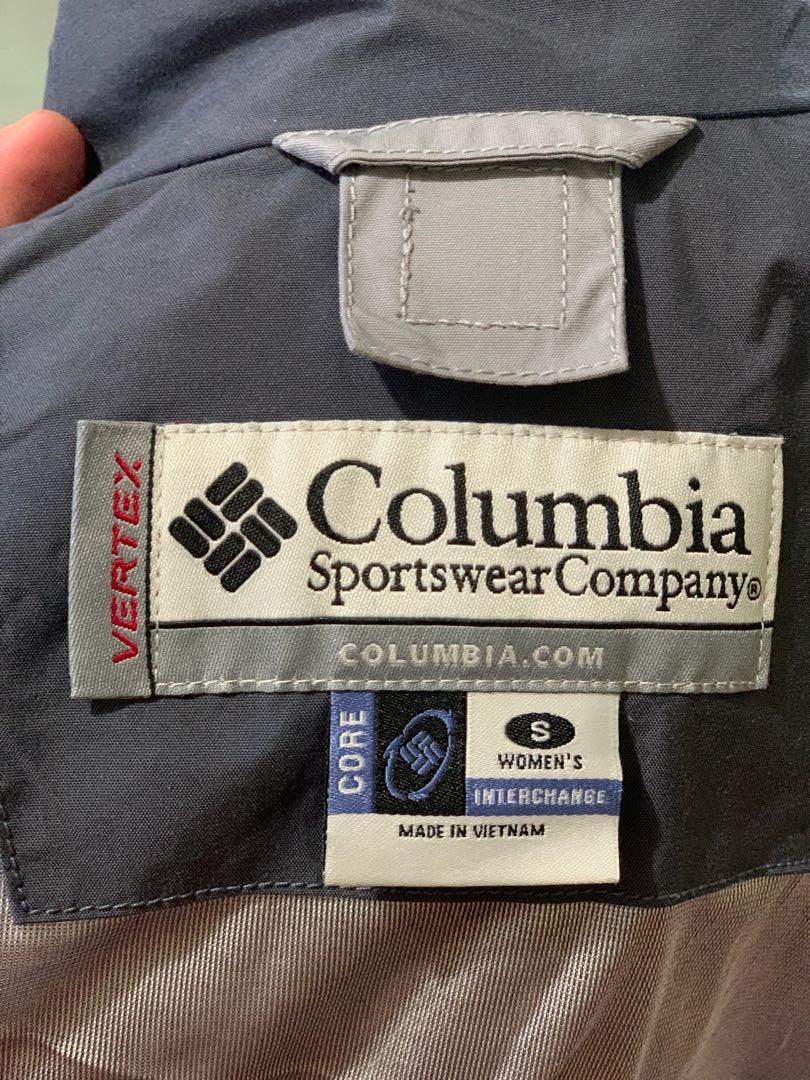 VERTEX
Columbia
Sportswear Company®
COLUMBIA.COM
CORE
S
WOMEN'S
INTERCHANGE
MADE IN VIETNAM